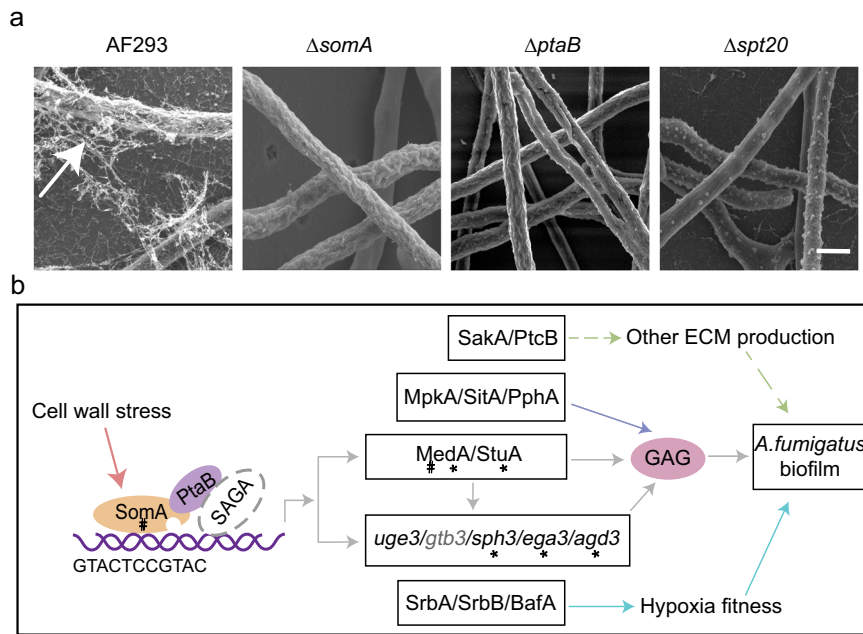 a
AF293
ΔsomA
ΔptaB
Δspt20
b
SakA/PtcB
Other ECM production
MpkA/SitA/PphA
Cell wall stress
MedA/StuA
# * *
GAG
A.fumigatus
biofilm
PtaB
SAGA
SomA
#
uge3/gtb3/sph3/ega3/agd3
* * *
GTACTCCGTAC
SrbA/SrbB/BafA
Hypoxia fitness